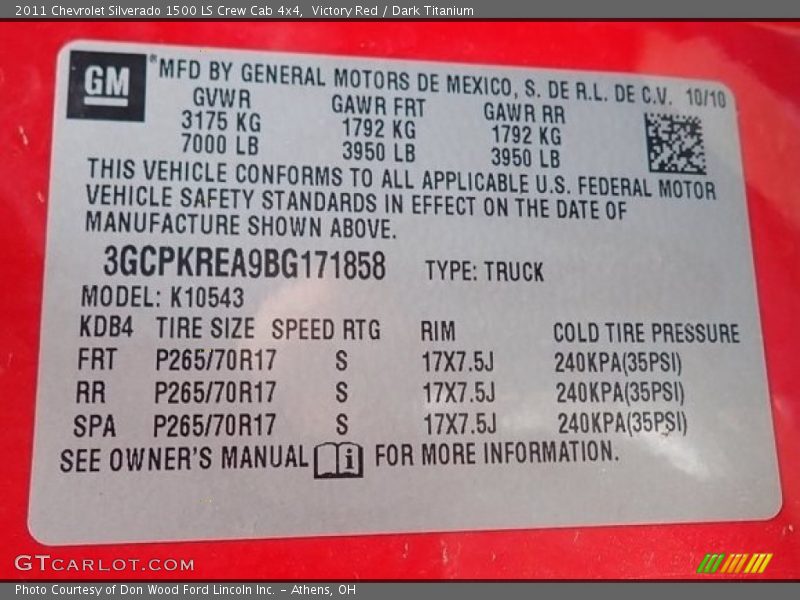 2011 Chevrolet Silverado 1500 LS Crew Cab 4x4, Victory Red / Dark Titanium
GM ® MFD BY GENERAL MOTORS DE MEXICO, S. DE R.L. DE C.V. 10/10
GVWR GAWR FRT GAWR RR
3175 KG 1792 KG 1792 KG
7000 LB 3950 LB 3950 LB
THIS VEHICLE CONFORMS TO ALL APPLICABLE U.S. FEDERAL MOTOR
VEHICLE SAFETY STANDARDS IN EFFECT ON THE DATE OF
MANUFACTURE SHOWN ABOVE.
3GCPKREA9BG171858 TYPE: TRUCK
MODEL: K10543
KDB4 TIRE SIZE SPEED RTG RIM COLD TIRE PRESSURE
FRT P265/70R17 S 17X7.5J 240KPA(35PSI)
RR P265/70R17 S 17X7.5J 240KPA(35PSI)
SPA P265/70R17 S 17X7.5J 240KPA(35PSI)
SEE OWNER'S MANUAL i FOR MORE INFORMATION.
GTCARLOT.COM
Photo Courtesy of Don Wood Ford Lincoln Inc. - Athens, OH